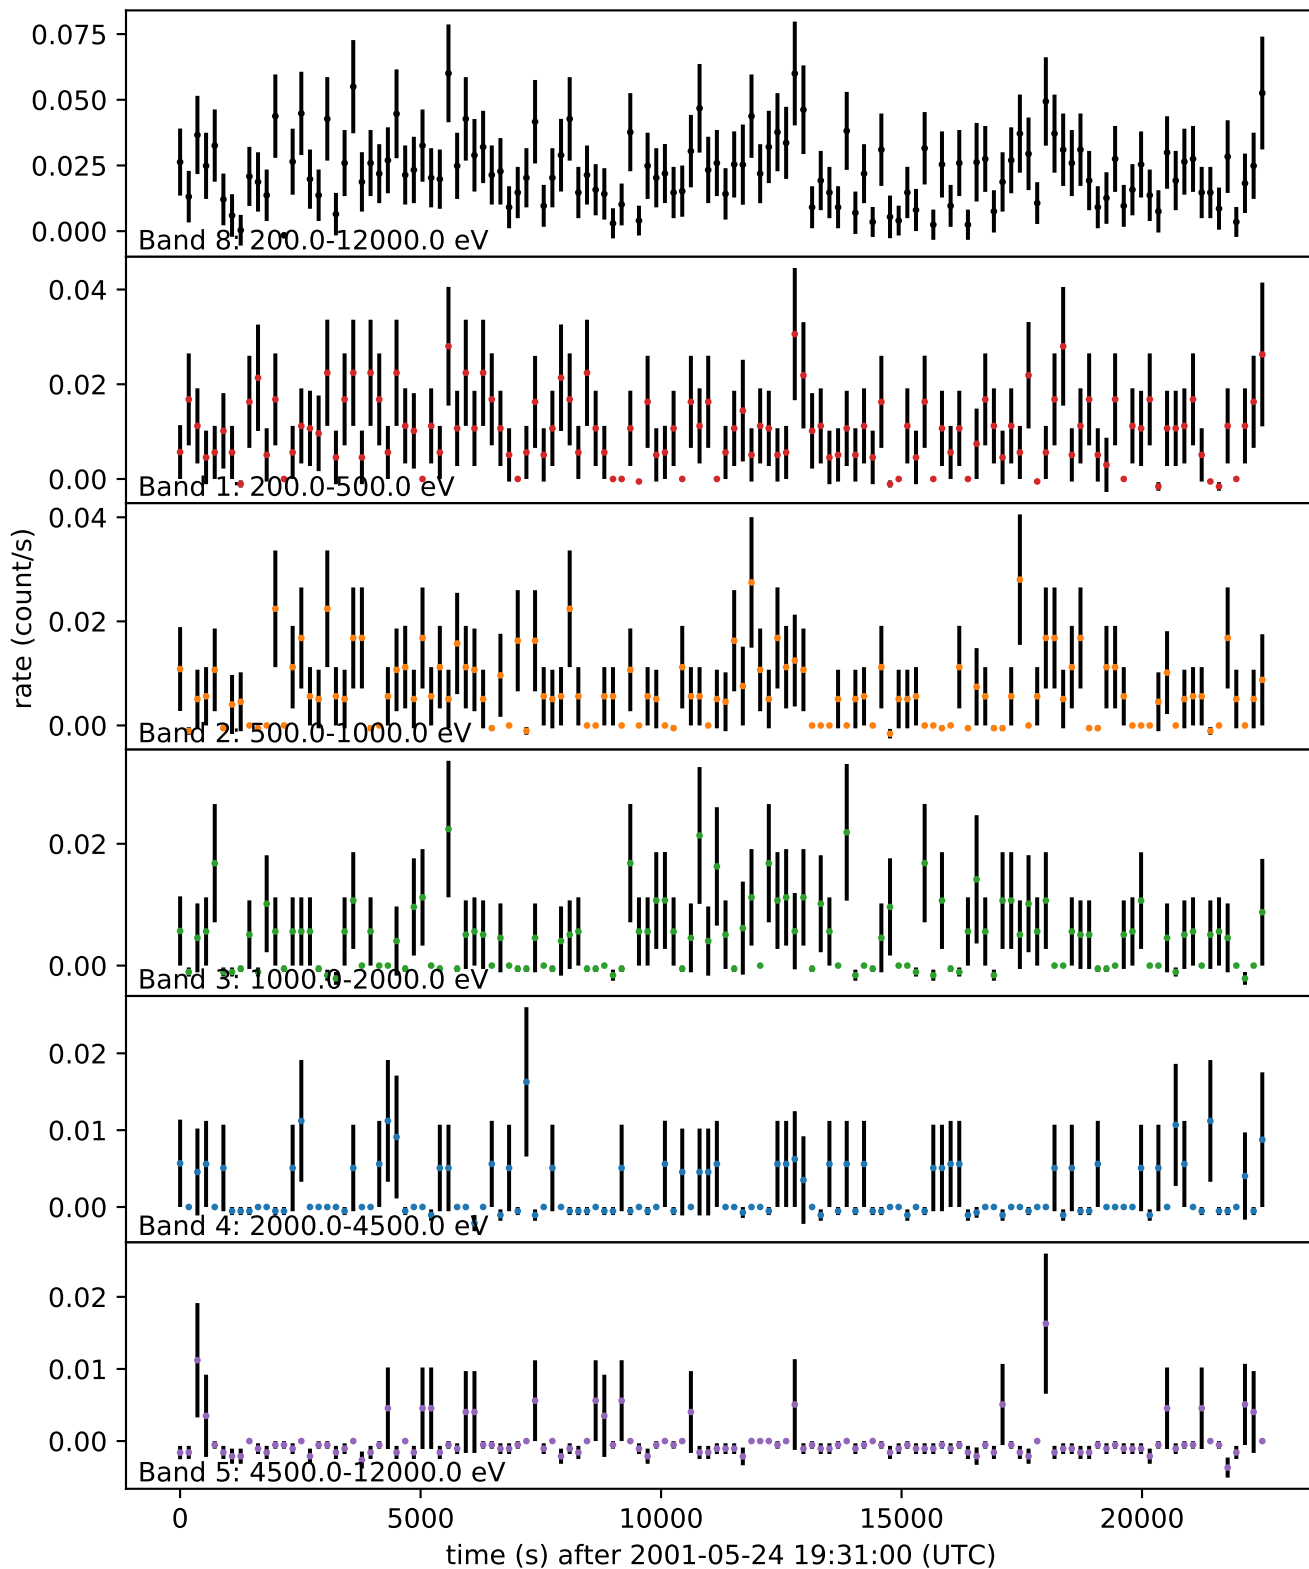 0.075
0.050
0.025
0.000
Band 8: 200.0-12000.0 eV
0.04
0.02
0.00
Band 1: 200.0-500.0 eV
rate (count/s)
0.04
0.02
0.00
Band 2: 500.0-1000.0 eV
0.02
0.00
Band 3: 1000.0-2000.0 eV
0.02
0.01
0.00
Band 4: 2000.0-4500.0 eV
0.02
0.01
0.00
Band 5: 4500.0-12000.0 eV
0 5000 10000 15000 20000
time (s) after 2001-05-24 19:31:00 (UTC)